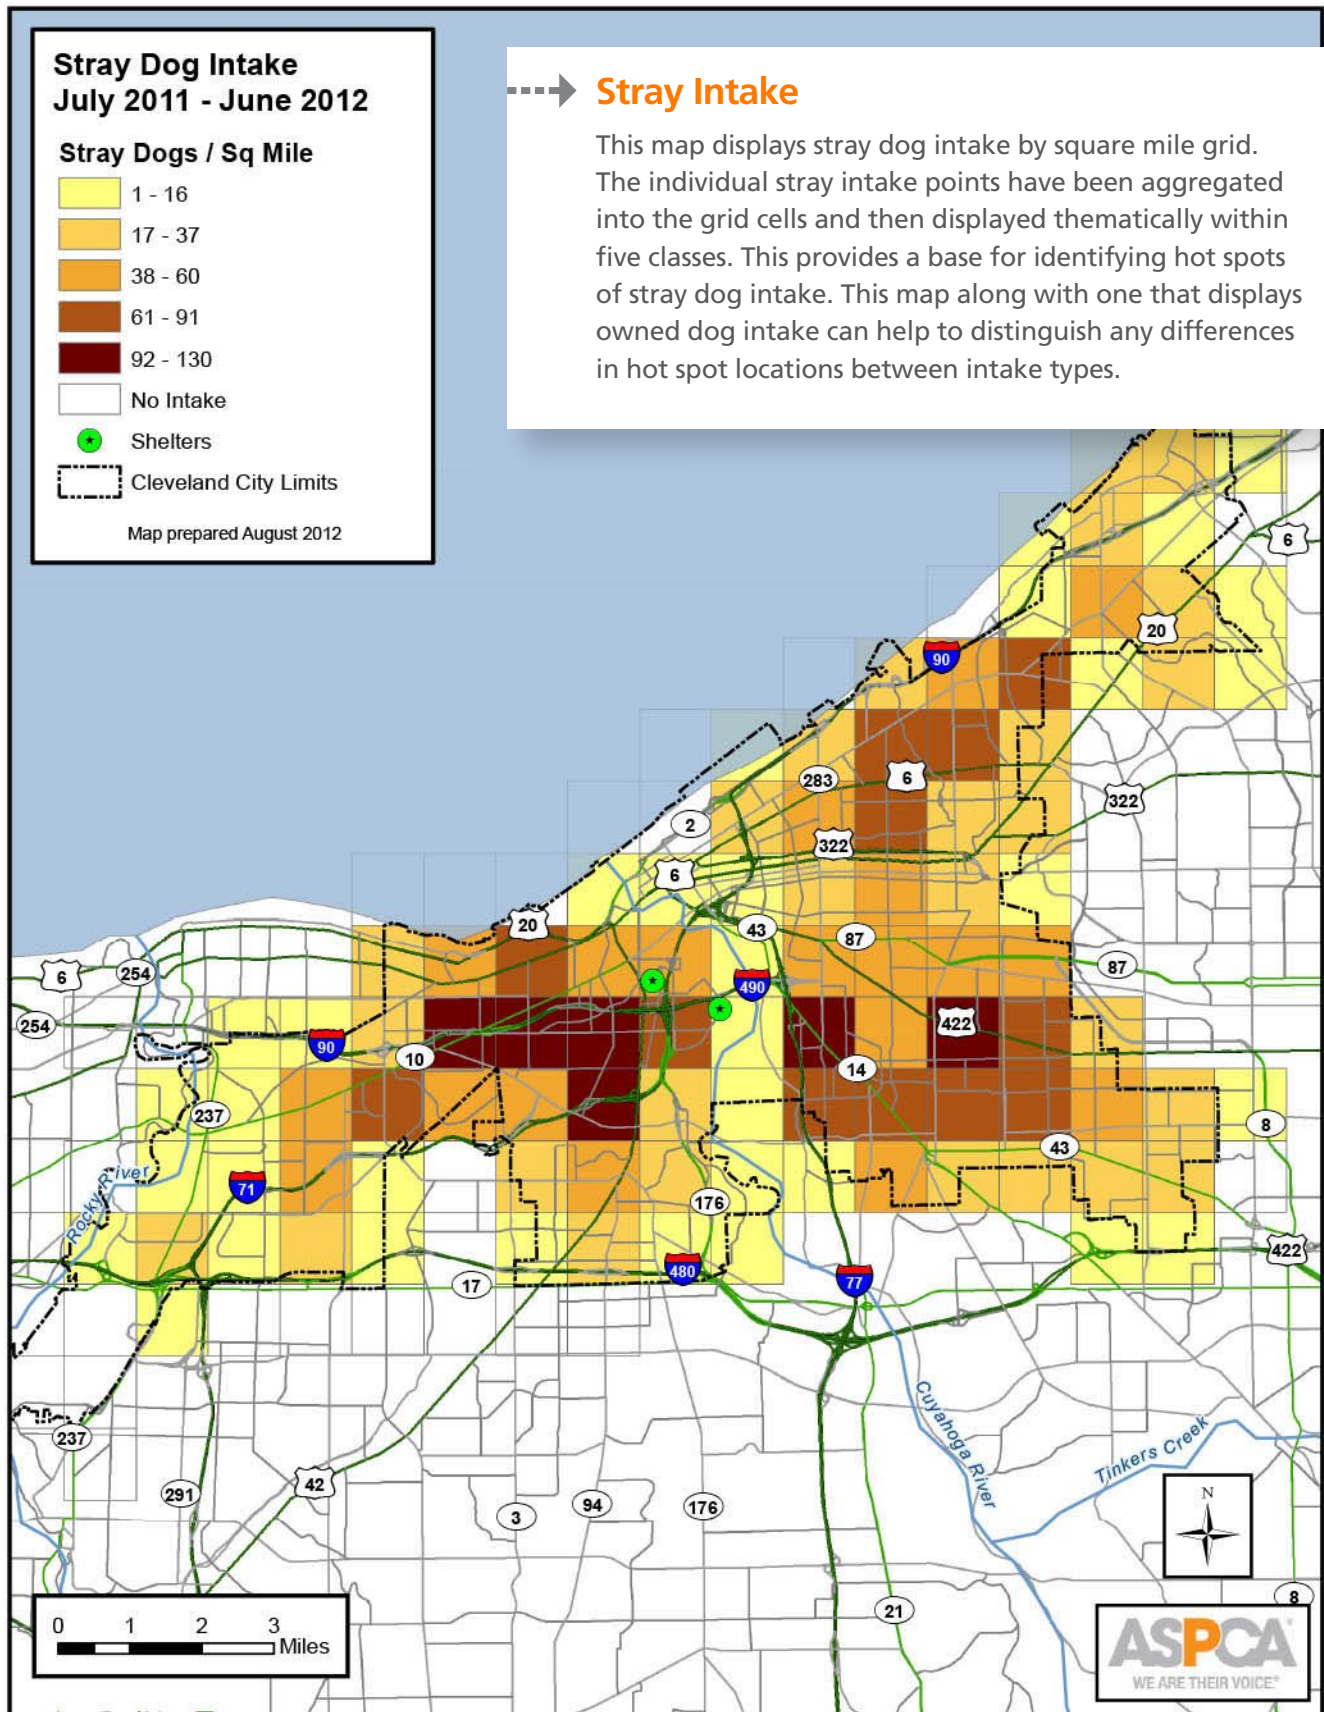 Stray Dog Intake
July 2011 - June 2012
Stray Dogs / Sq Mile
1 - 16
17 - 37
38 - 60
61 - 91
92 - 130
No Intake
Shelters
Cleveland City Limits
Map prepared August 2012
Stray Intake
This map displays stray dog intake by square mile grid.
The individual stray intake points have been aggregated
into the grid cells and then displayed thematically within
five classes. This provides a base for identifying hot spots
of stray dog intake. This map along with one that displays
owned dog intake can help to distinguish any differences
in hot spot locations between intake types.
6
20
90
283
6
322
2
322
6
20
43
87
6
254
87
490
254
422
90
10
14
237
8
43
Rocky River
71
176
422
480
17
77
Cuyahoga River
Tinkers Creek
237
42
291
94
176
3
N
8
21
0 1 2 3
Miles
ASPCA®
WE ARE THEIR VOICE®